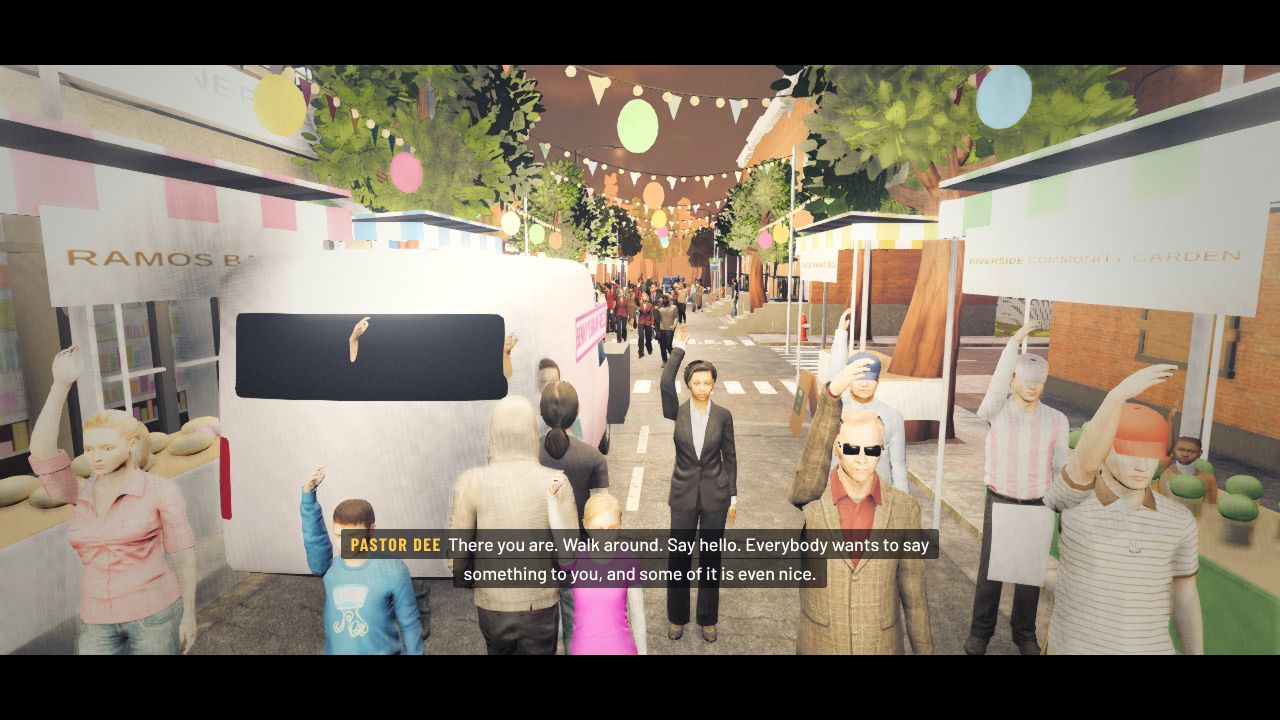 RAMOS
RIVERSIDE COMMUNITY GARDEN
FACE PAINTING
PASTOR DEE There you are. Walk around. Say hello. Everybody wants to say
something to you, and some of it is even nice.